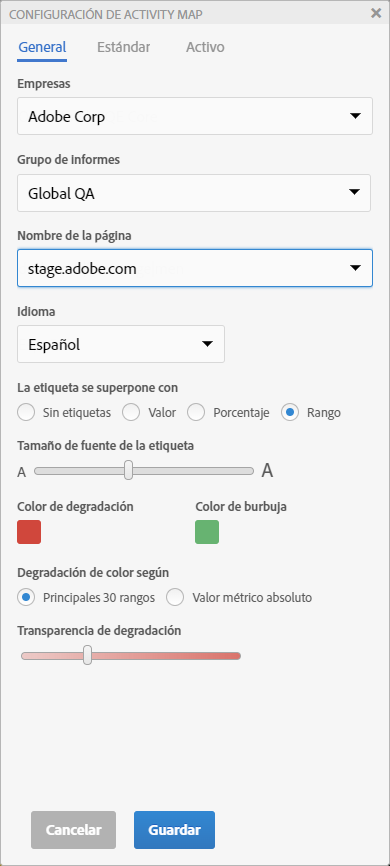 CONFIGURACIÓN DE ACTIVITY MAP
General Estándar Activo
Empresas
Adobe Corp
Grupo de informes
Global QA
Nombre de la página
stage.adobe.com
Idioma
Español
La etiqueta se superpone con
Sin etiquetas Valor Porcentaje Rango
Tamaño de fuente de la etiqueta
A A
Color de degradación Color de burbuja
Degradación de color según
Principales 30 rangos Valor métrico absoluto
Transparencia de degradación
Cancelar Guardar